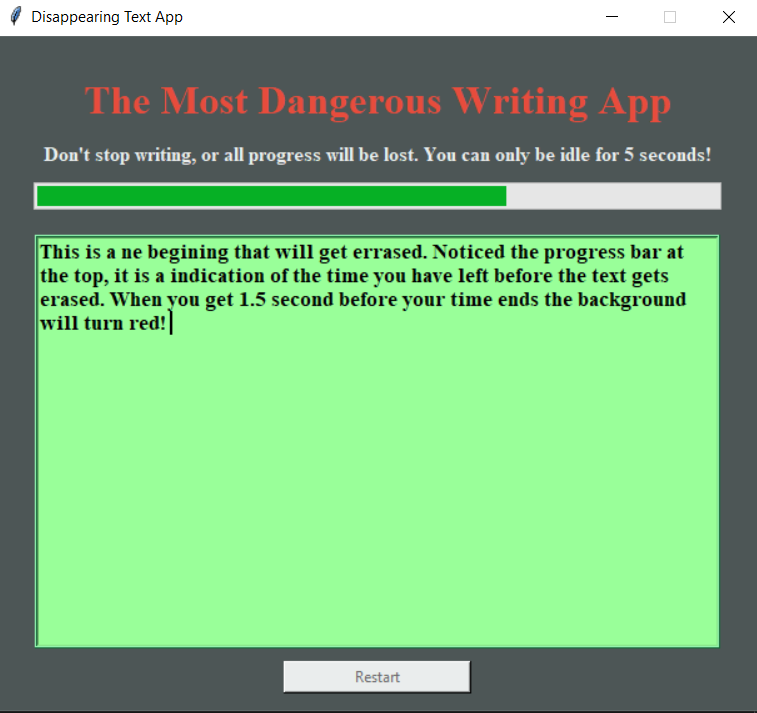 Disappearing Text App
The Most Dangerous Writing App
Don't stop writing, or all progress will be lost. You can only be idle for 5 seconds!
This is a ne begining that will get errased. Noticed the progress bar at
the top, it is a indication of the time you have left before the text gets
erased. When you get 1.5 second before your time ends the background
will turn red!
Restart